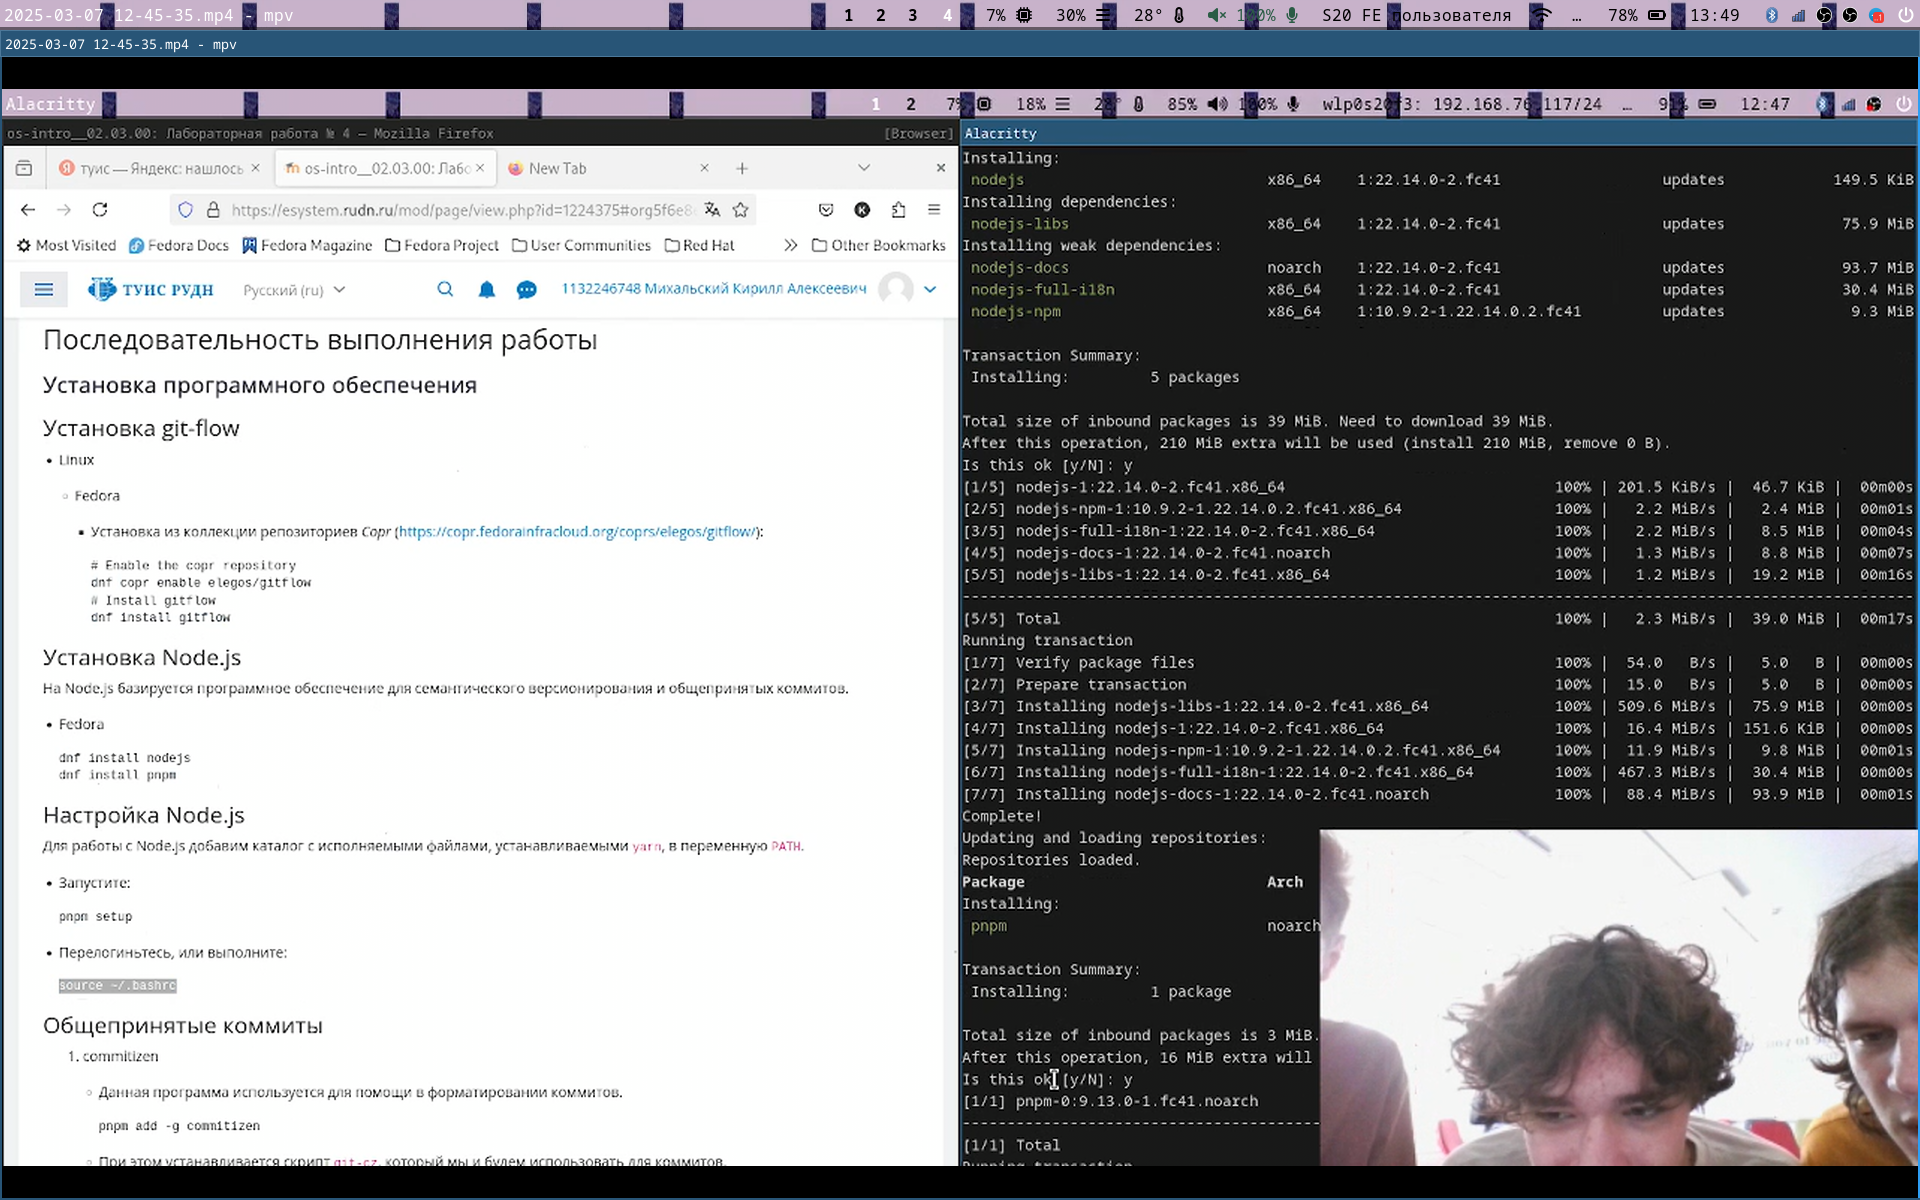 2025-03-07 12-45-35.mp4 - mpv
1 2 3 4 7% 30% 28° S20 FE пользователя … 78% 13:49
2025-03-07 12-45-35.mp4 - mpv
Alacritty
1 2 18% 85% wlp0s20f3: 192.168.76.117/24 … 12:47
os-intro__02.03.00: Лабораторная работа № 4 — Mozilla Firefox [Browser]
туис — Яндекс: нашлось
os-intro__02.03.00: Лабо
New Tab
https://esystem.rudn.ru/mod/page/view.php?id=1224375#org5f6e8
Most Visited Fedora Docs Fedora Magazine Fedora Project User Communities Red Hat >> Other Bookmarks
ТУИС РУДН Русский (ru) 1132246748 Михальский Кирилл Алексеевич
Последовательность выполнения работы
Установка программного обеспечения
Установка git-flow
• Linux
◦ Fedora
▪ Установка из коллекции репозиториев Copr (https://copr.fedorainfracloud.org/coprs/elegos/gitflow/):
# Enable the copr repository
dnf copr enable elegos/gitflow
# Install gitflow
dnf install gitflow
Установка Node.js
На Node.js базируется программное обеспечение для семантического версионирования и общепринятых коммитов.
• Fedora
dnf install nodejs
dnf install pnpm
Настройка Node.js
Для работы с Node.js добавим каталог с исполняемыми файлами, устанавливаемыми yarn, в переменную PATH.
• Запустите:
pnpm setup
• Перелогиньтесь, или выполните:
source ~/.bashrc
Общепринятые коммиты
1. commitizen
◦ Данная программа используется для помощи в форматировании коммитов.
pnpm add -g commitizen
◦ При этом устанавливается скрипт git-cz, который мы и будем использовать для коммитов.
Alacritty
Installing:
nodejs x86_64 1:22.14.0-2.fc41 updates 149.5 KiB
Installing dependencies:
nodejs-libs x86_64 1:22.14.0-2.fc41 updates 75.9 MiB
Installing weak dependencies:
nodejs-docs noarch 1:22.14.0-2.fc41 updates 93.7 MiB
nodejs-full-i18n x86_64 1:22.14.0-2.fc41 updates 30.4 MiB
nodejs-npm x86_64 1:10.9.2-1.22.14.0.2.fc41 updates 9.3 MiB
Transaction Summary:
Installing: 5 packages
Total size of inbound packages is 39 MiB. Need to download 39 MiB.
After this operation, 210 MiB extra will be used (install 210 MiB, remove 0 B).
Is this ok [y/N]: y
[1/5] nodejs-1:22.14.0-2.fc41.x86_64 100% | 201.5 KiB/s | 46.7 KiB | 00m00s
[2/5] nodejs-npm-1:10.9.2-1.22.14.0.2.fc41.x86_64 100% | 2.2 MiB/s | 2.4 MiB | 00m01s
[3/5] nodejs-full-i18n-1:22.14.0-2.fc41.x86_64 100% | 2.2 MiB/s | 8.5 MiB | 00m04s
[4/5] nodejs-docs-1:22.14.0-2.fc41.noarch 100% | 1.3 MiB/s | 8.8 MiB | 00m07s
[5/5] nodejs-libs-1:22.14.0-2.fc41.x86_64 100% | 1.2 MiB/s | 19.2 MiB | 00m16s
[5/5] Total 100% | 2.3 MiB/s | 39.0 MiB | 00m17s
Running transaction
[1/7] Verify package files 100% | 54.0 B/s | 5.0 B | 00m00s
[2/7] Prepare transaction 100% | 15.0 B/s | 5.0 B | 00m00s
[3/7] Installing nodejs-libs-1:22.14.0-2.fc41.x86_64 100% | 509.6 MiB/s | 75.9 MiB | 00m00s
[4/7] Installing nodejs-1:22.14.0-2.fc41.x86_64 100% | 16.4 MiB/s | 151.6 KiB | 00m00s
[5/7] Installing nodejs-npm-1:10.9.2-1.22.14.0.2.fc41.x86_64 100% | 11.9 MiB/s | 9.8 MiB | 00m01s
[6/7] Installing nodejs-full-i18n-1:22.14.0-2.fc41.x86_64 100% | 467.3 MiB/s | 30.4 MiB | 00m00s
[7/7] Installing nodejs-docs-1:22.14.0-2.fc41.noarch 100% | 88.4 MiB/s | 93.9 MiB | 00m01s
Complete!
Updating and loading repositories:
Repositories loaded.
Package Arch
Installing:
pnpm noarch
Transaction Summary:
Installing: 1 package
Total size of inbound packages is 3 MiB.
After this operation, 16 MiB extra will
Is this ok [y/N]: y
[1/1] pnpm-0:9.13.0-1.fc41.noarch
[1/1] Total
Running transaction